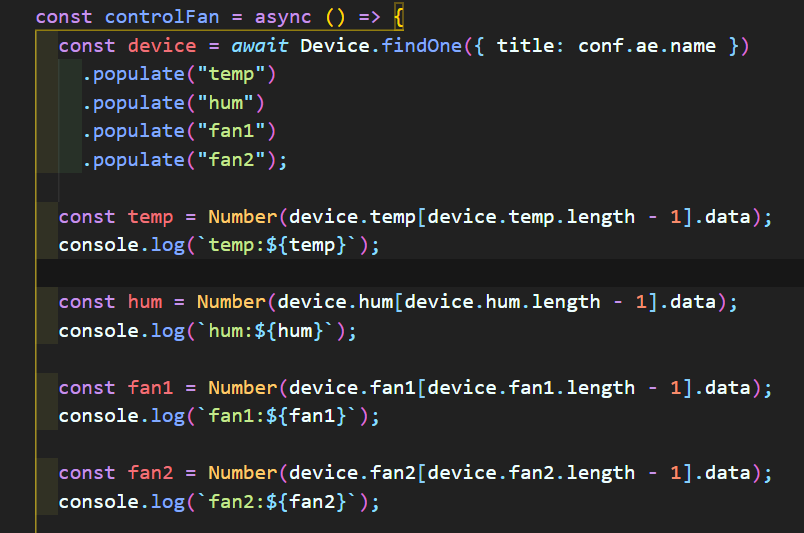 const controlFan = async () => {
const device = await Device.findOne({ title: conf.ae.name })
.populate("temp")
.populate("hum")
.populate("fan1")
.populate("fan2");
const temp = Number(device.temp[device.temp.length - 1].data);
console.log(`temp:${temp}`);
const hum = Number(device.hum[device.hum.length - 1].data);
console.log(`hum:${hum}`);
const fan1 = Number(device.fan1[device.fan1.length - 1].data);
console.log(`fan1:${fan1}`);
const fan2 = Number(device.fan2[device.fan2.length - 1].data);
console.log(`fan2:${fan2}`);